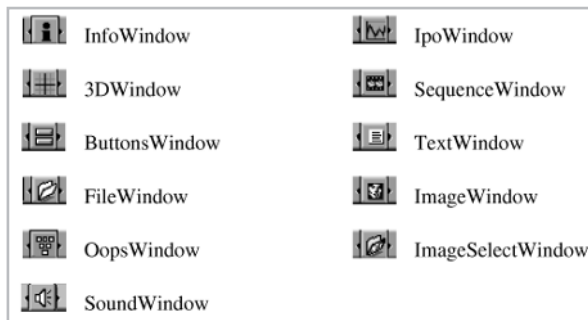 InfoWindow
3DWindow
ButtonsWindow
FileWindow
OopsWindow
SoundWindow
IpoWindow
SequenceWindow
TextWindow
ImageWindow
ImageSelectWindow